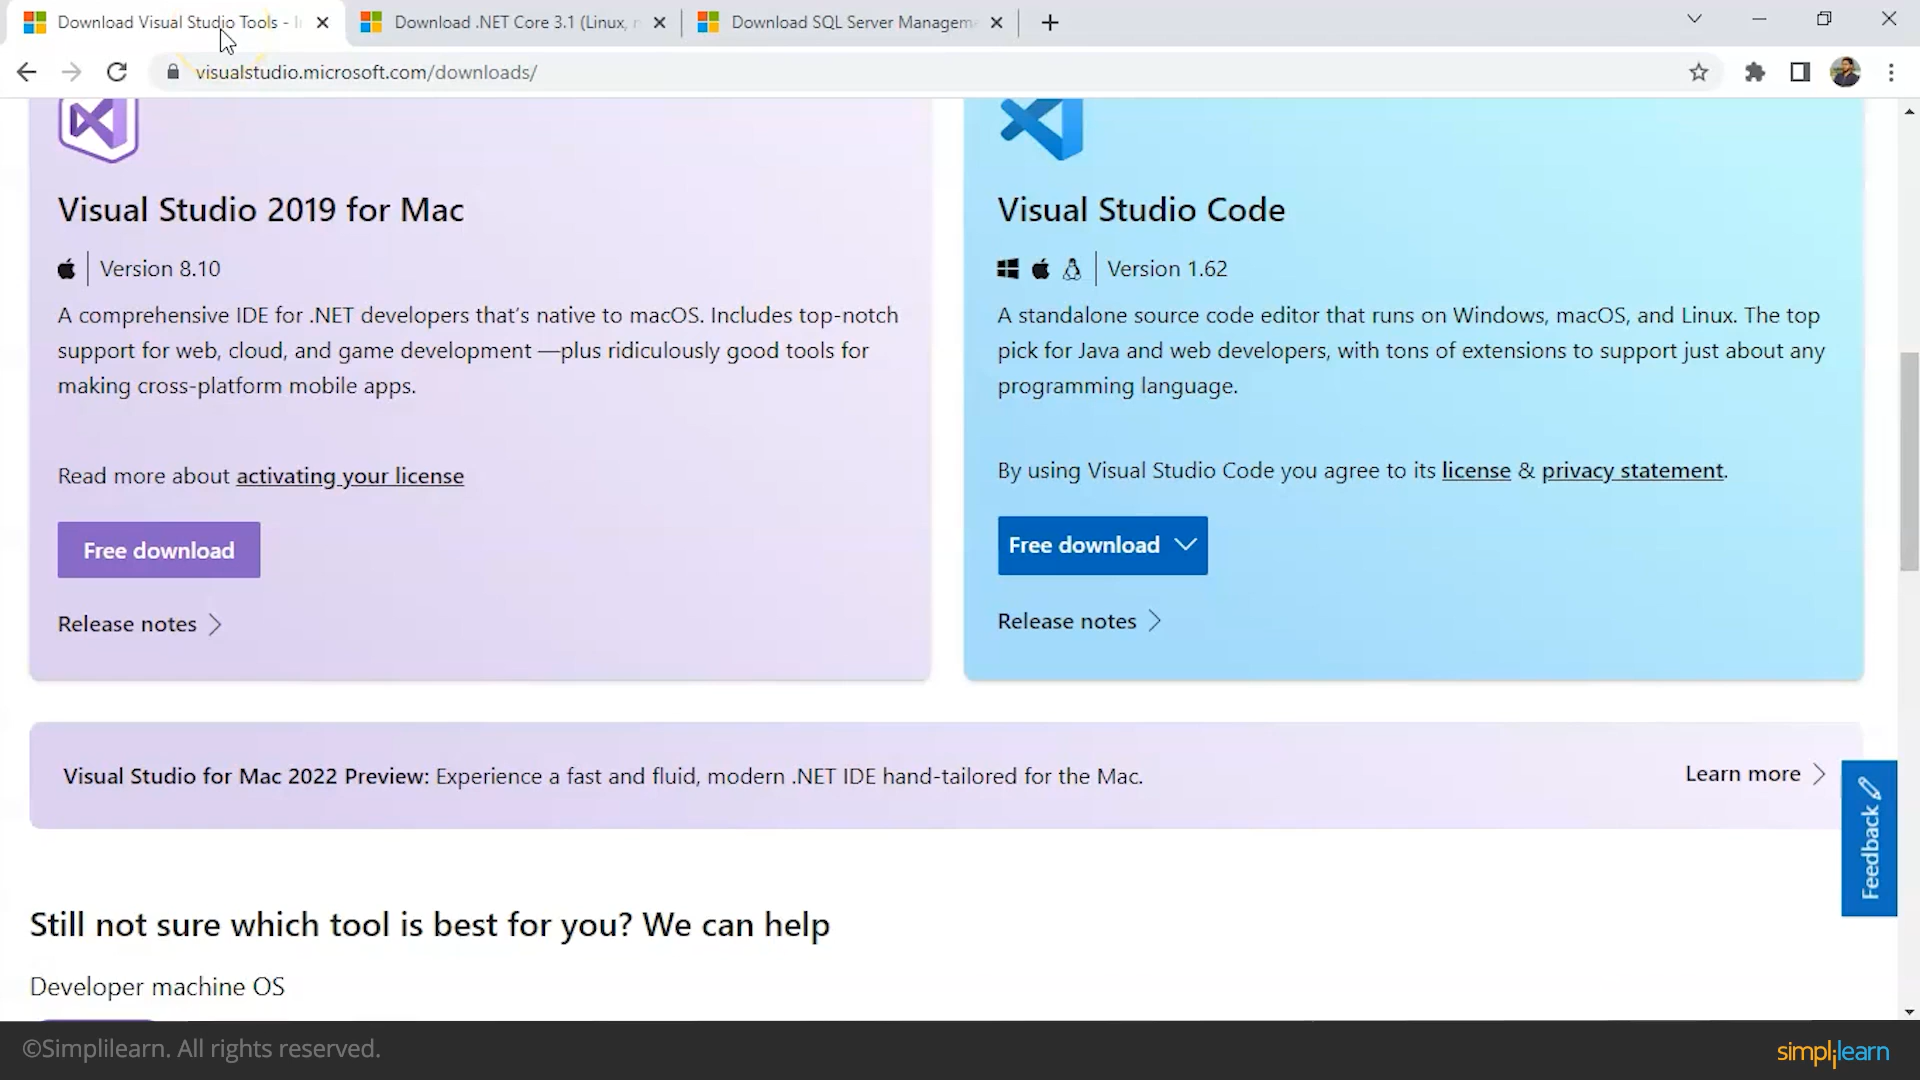 Download Visual Studio Tools - I
Download .NET Core 3.1 (Linux,
Download SQL Server Managem
visualstudio.microsoft.com/downloads/
Visual Studio 2019 for Mac
Version 8.10
A comprehensive IDE for .NET developers that's native to macOS. Includes top-notch
support for web, cloud, and game development —plus ridiculously good tools for
making cross-platform mobile apps.
Read more about activating your license
Free download
Release notes
Visual Studio Code
Version 1.62
A standalone source code editor that runs on Windows, macOS, and Linux. The top
pick for Java and web developers, with tons of extensions to support just about any
programming language.
By using Visual Studio Code you agree to its license & privacy statement.
Free download
Release notes
Visual Studio for Mac 2022 Preview: Experience a fast and fluid, modern .NET IDE hand-tailored for the Mac.
Learn more
Feedback
Still not sure which tool is best for you? We can help
Developer machine OS
©Simplilearn. All rights reserved.
simplilearn